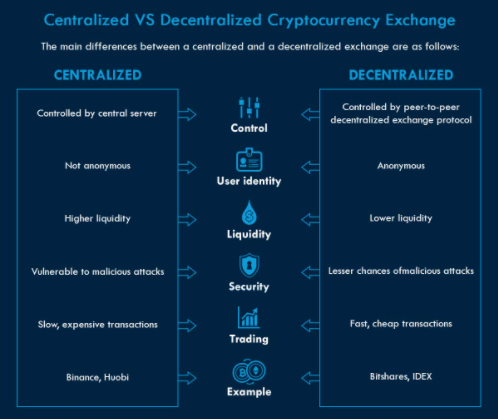 Centralized VS Decentralized Cryptocurrency Exchange
The main differences between a centralized and a decentralized exchange are as follows:
CENTRALIZED
DECENTRALIZED
Controlled by central server
Control
Controlled by peer-to-peer
decentralized exchange protocol
Not anonymous
User identity
Anonymous
Higher liquidity
Liquidity
Lower liquidity
Vulnerable to malicious attacks
Security
Lesser chances ofmalicious attacks
Slow, expensive transactions
Trading
Fast, cheap transactions
Binance, Huobi
Example
Bitshares, IDEX